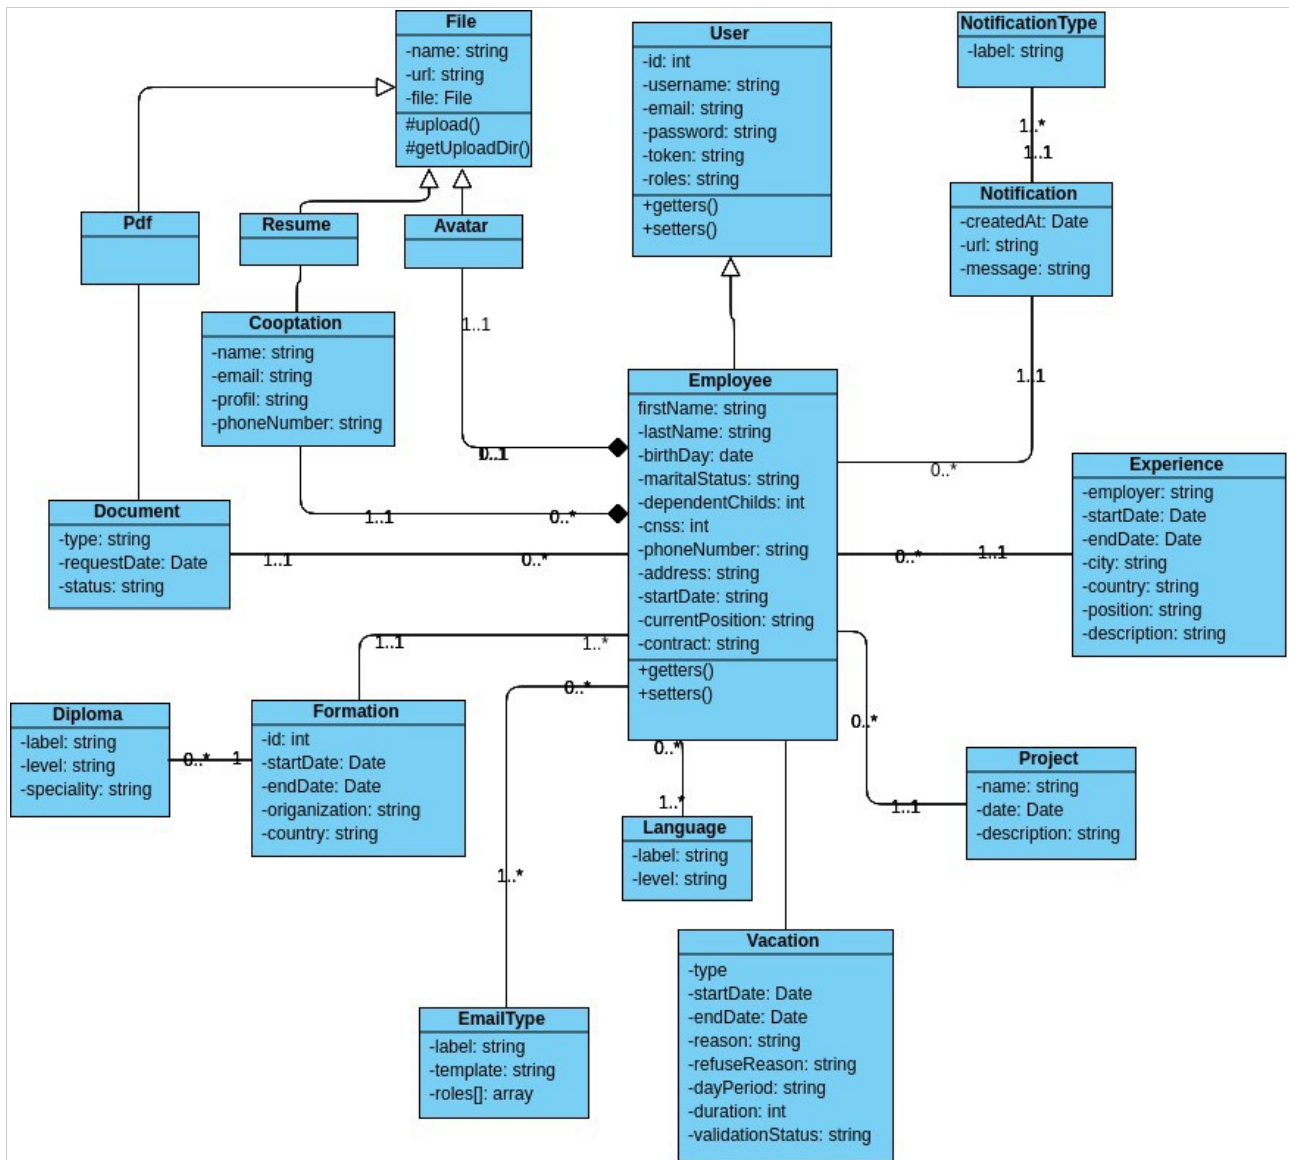 File
-name: string
-url: string
-file: File
#upload()
#getUploadDir()
User
-id: int
-username: string
-email: string
-password: string
-token: string
-roles: string
+getters()
+setters()
NotificationType
-label: string
1..*
1..1
Notification
-createdAt: Date
-url: string
-message: string
1..1
0..*
Pdf
Resume
Avatar
1..1
0..1
Cooptation
-name: string
-email: string
-profil: string
-phoneNumber: string
1..1
0..*
Employee
firstName: string
-lastName: string
-birthDay: date
-maritalStatus: string
-dependentChilds: int
-cnss: int
-phoneNumber: string
-address: string
-startDate: string
-currentPosition: string
-contract: string
+getters()
+setters()
Experience
-employer: string
-startDate: Date
-endDate: Date
-city: string
-country: string
-position: string
-description: string
0..*
1..1
Document
-type: string
-requestDate: Date
-status: string
1..1
0..*
1..1
1..*
Diploma
-label: string
-level: string
-speciality: string
0..*
1
Formation
-id: int
-startDate: Date
-endDate: Date
-origanization: string
-country: string
0..*
1..*
0..*
1..*
Language
-label: string
-level: string
0..*
1..1
Project
-name: string
-date: Date
-description: string
EmailType
-label: string
-template: string
-roles[]: array
Vacation
-type
-startDate: Date
-endDate: Date
-reason: string
-refuseReason: string
-dayPeriod: string
-duration: int
-validationStatus: string